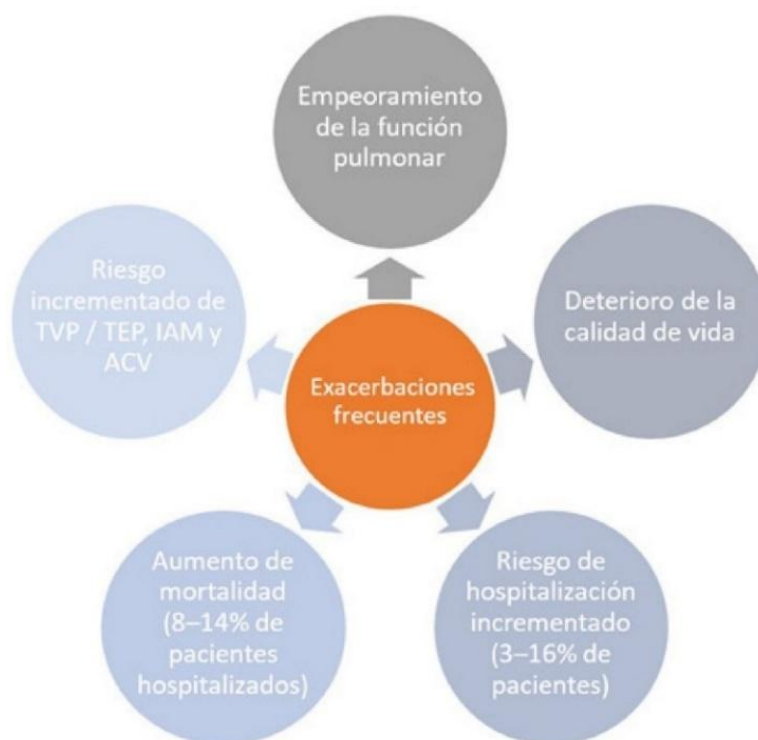 Empeoramiento
de la función
pulmonar
Riesgo
incrementado de
TVP / TEP, IAM y
ACV
Deterioro de la
calidad de vida
Exacerbaciones
frecuentes
Aumento de
mortalidad
(8–14% de
pacientes
hospitalizados)
Riesgo de
hospitalización
incrementado
(3–16% de
pacientes)